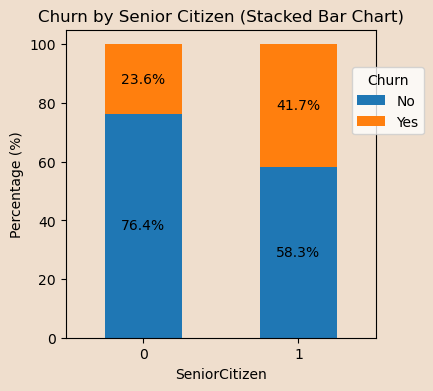 Churn by Senior Citizen (Stacked Bar Chart)
Percentage (%)
100
80
60
40
20
0
23.6%
41.7%
76.4%
58.3%
Churn
No
Yes
0
1
SeniorCitizen